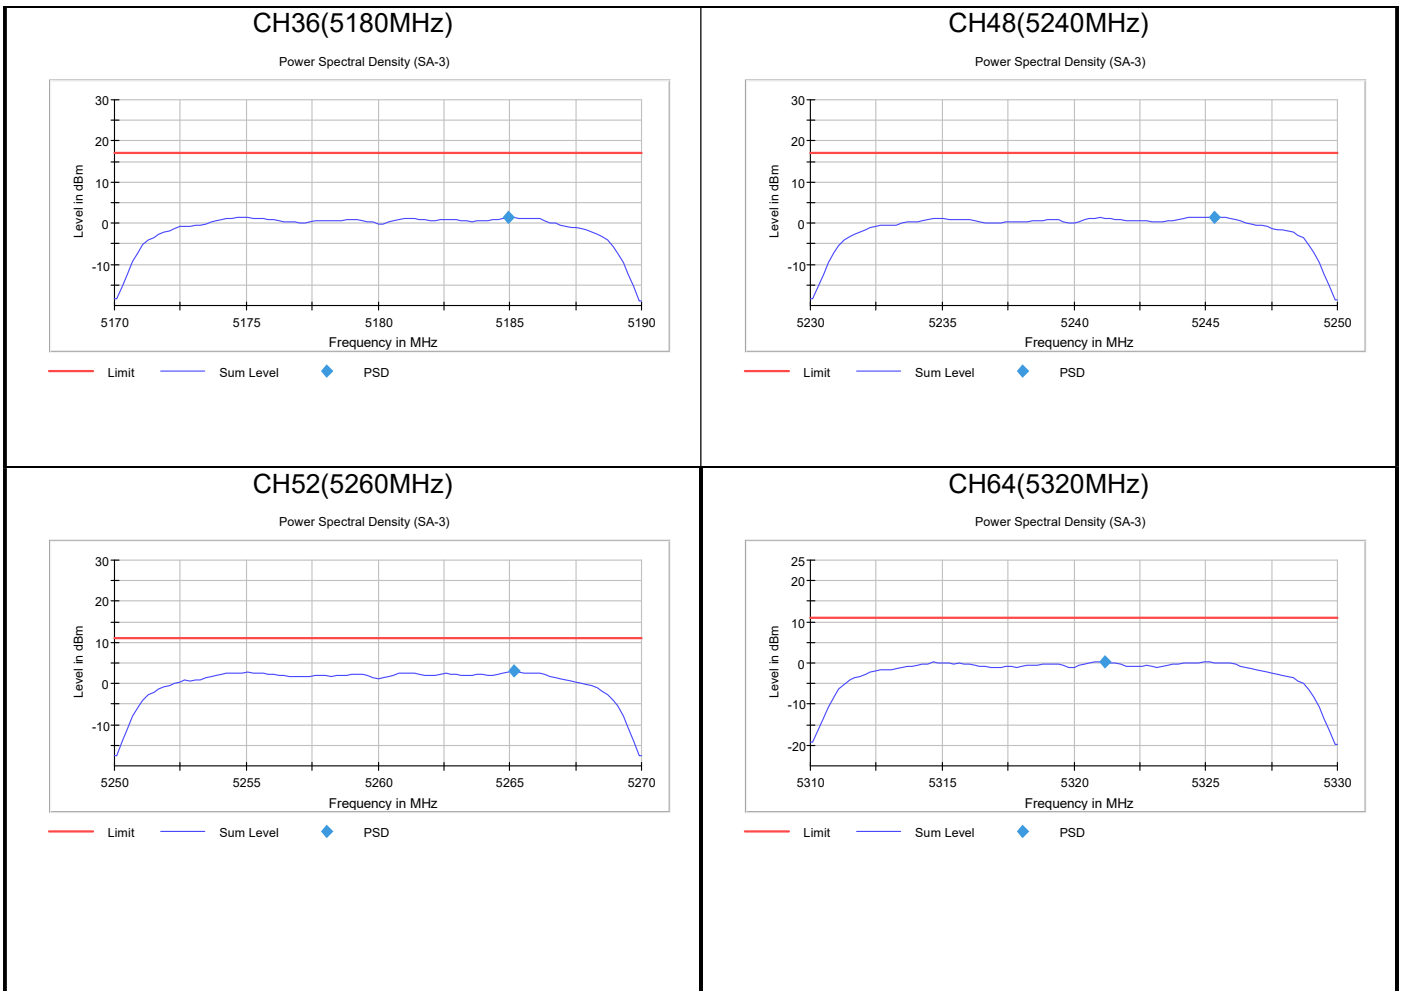 CH36(5180MHz)
Power Spectral Density (SA-3)
30
20
10
0
-10
Level in dBm
5170 5175 5180 5185 5190
Frequency in MHz
Limit Sum Level PSD
CH48(5240MHz)
Power Spectral Density (SA-3)
30
20
10
0
-10
Level in dBm
5230 5235 5240 5245 5250
Frequency in MHz
Limit Sum Level PSD
CH52(5260MHz)
Power Spectral Density (SA-3)
30
20
10
0
-10
Level in dBm
5250 5255 5260 5265 5270
Frequency in MHz
Limit Sum Level PSD
CH64(5320MHz)
Power Spectral Density (SA-3)
25
20
10
0
-10
-20
Level in dBm
5310 5315 5320 5325 5330
Frequency in MHz
Limit Sum Level PSD